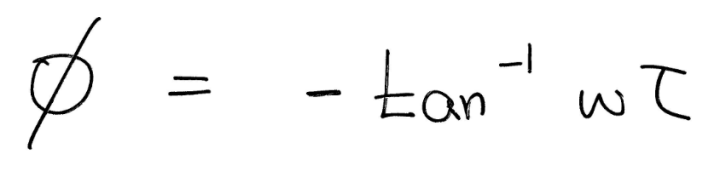 ϕ = - tan⁻¹ ωτ